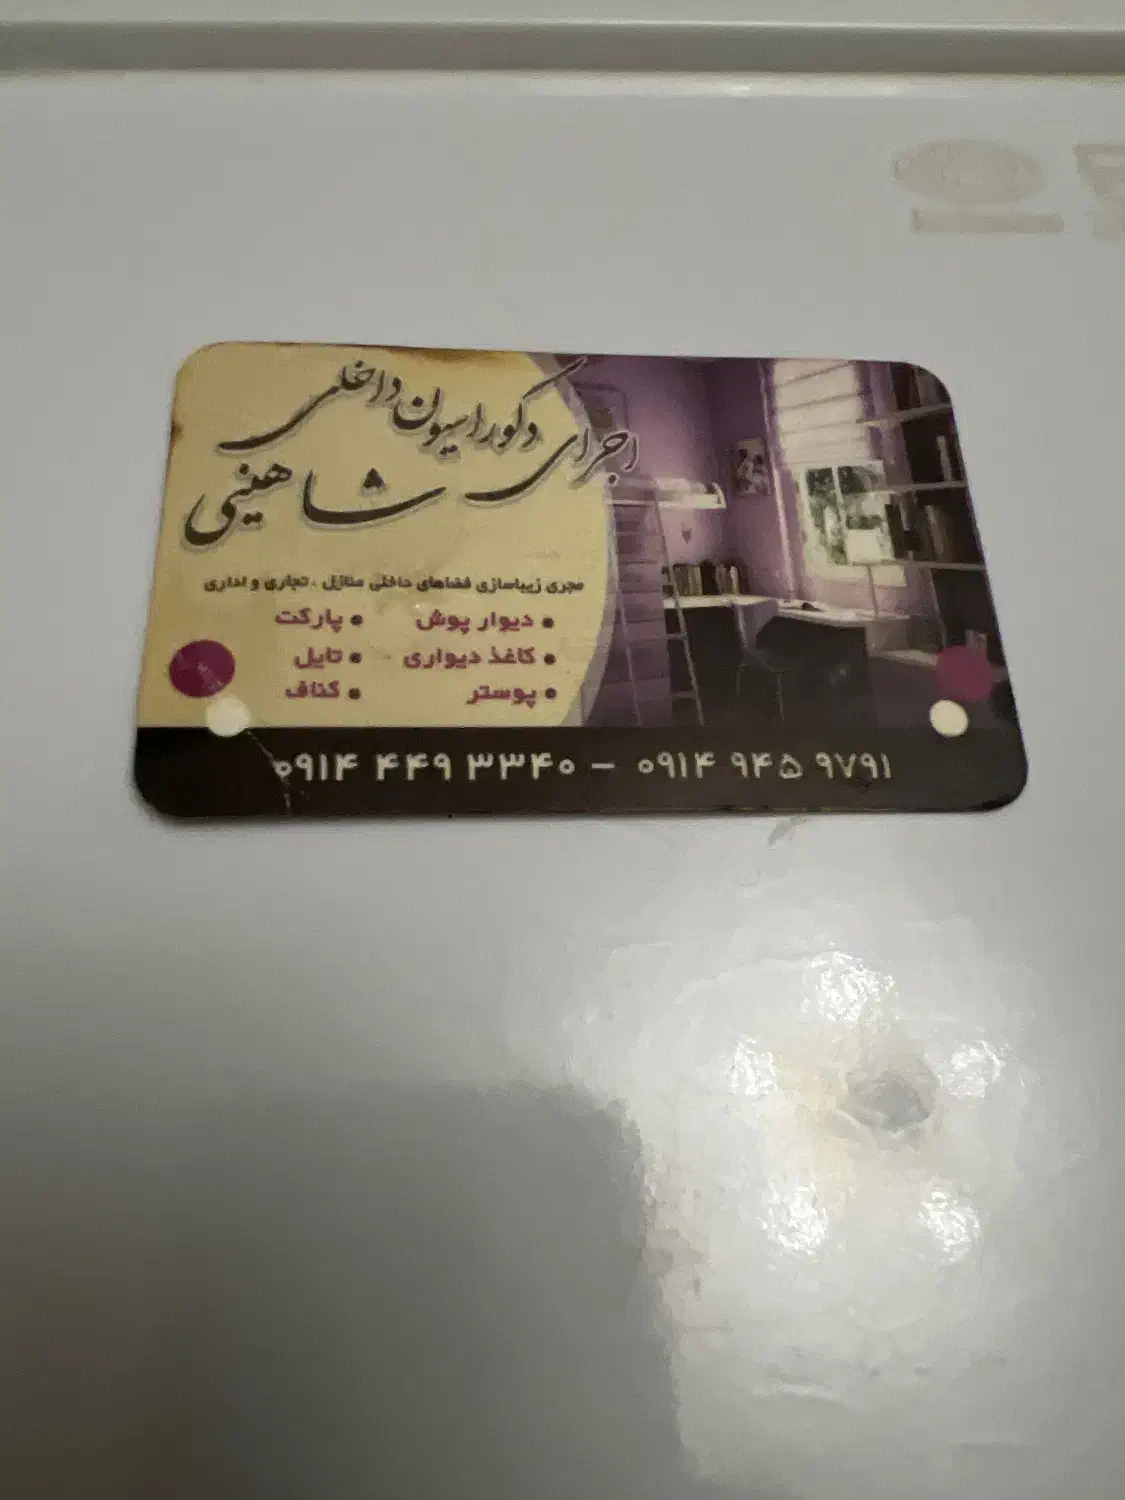 اجرای دکوراسیون داخلی
شاهینی
مجری زیباسازی فضاهای داخلی منازل ، تجاری و اداری
• دیوار پوش • پارکت
• کاغذ دیواری • تایل
• پوستر • کناف
۰۹۱۴ ۴۴۹ ۳۳۴۰ - ۰۹۱۴ ۹۴۵ ۹۷۹۱